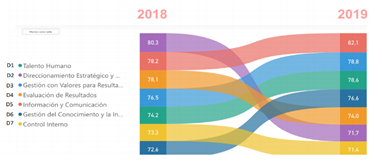 2018
2019
D1 Talento Humano
D2 Direccionamiento Estratégico y ...
D3 Gestión con Valores para Resulta...
D4 Evaluación de Resultados
D5 Información y Comunicación
D6 Gestión del Conocimiento y la In...
D7 Control Interno
80.3
78.2
78.1
76.5
74.2
73.1
72.6
82.1
78.8
78.6
76.6
74.0
71.7
71.4